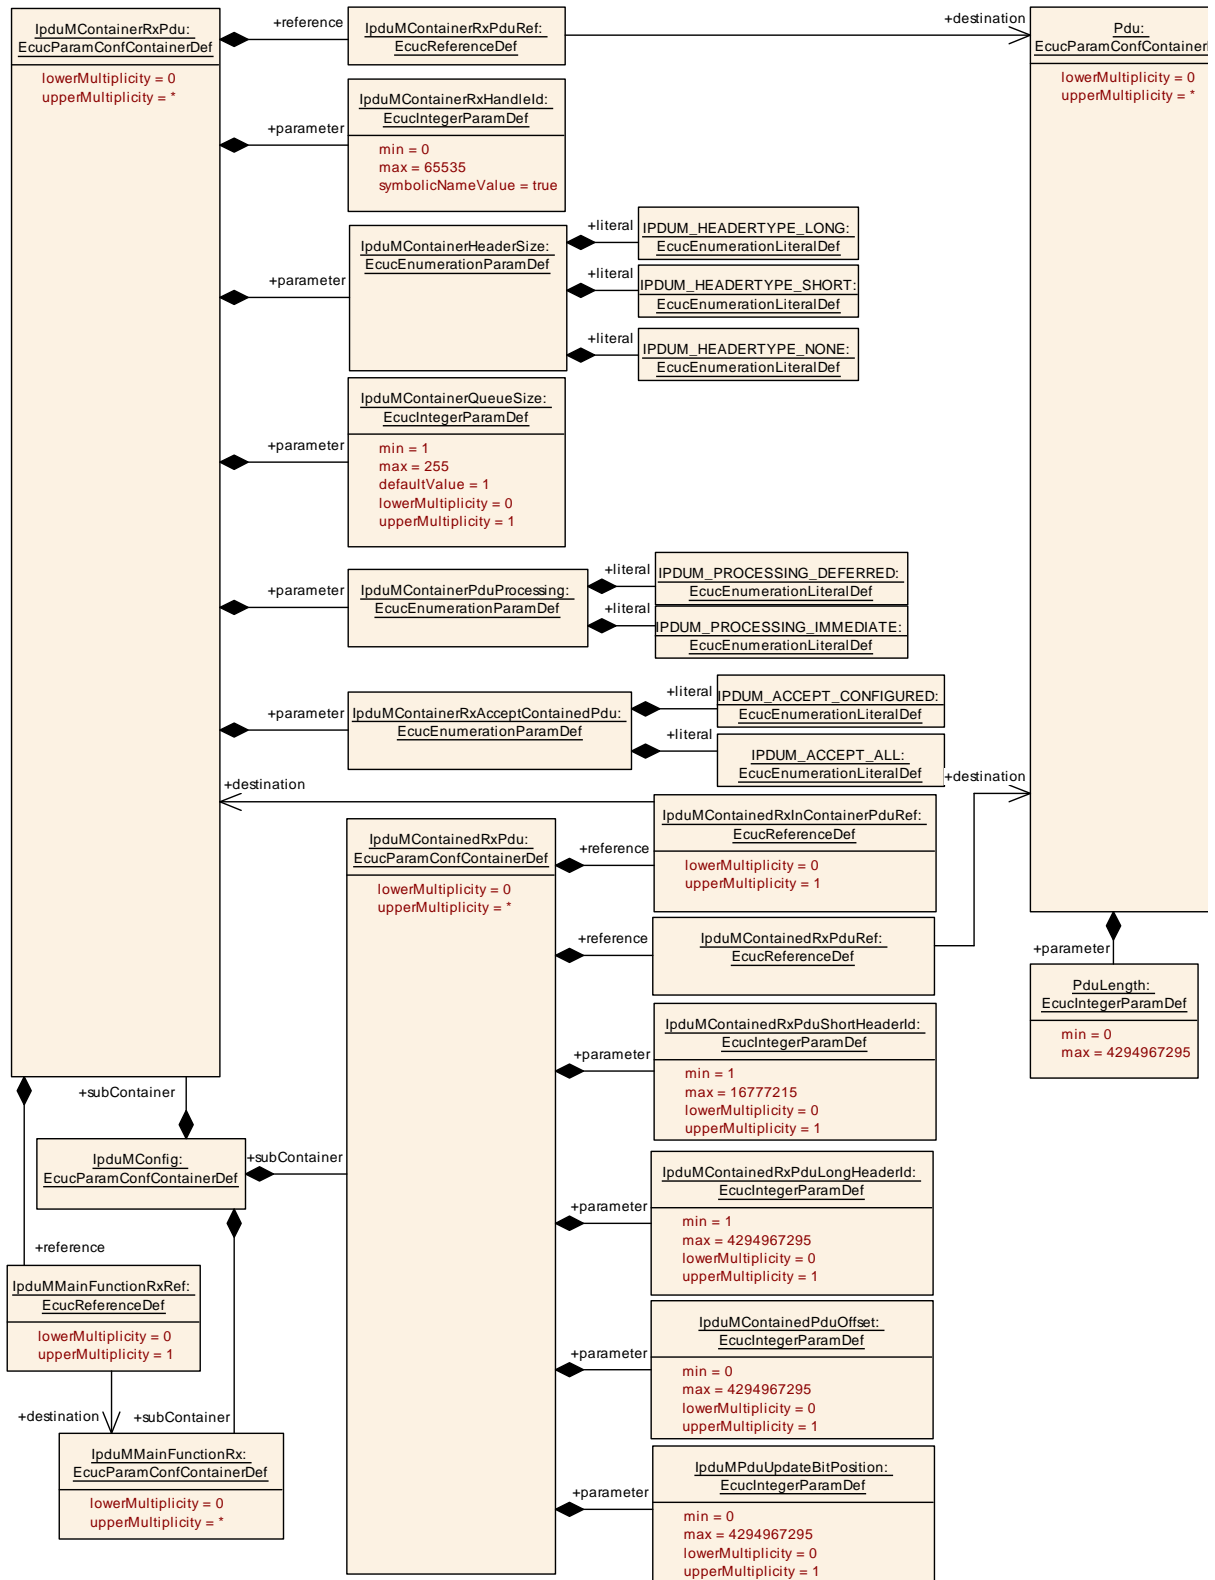 IpduMContainerRxPdu:
EcucParamConfContainerDef
lowerMultiplicity = 0
upperMultiplicity = *
+reference
IpduMContainerRxPduRef:
EcucReferenceDef
+destination
Pdu:
EcucParamConfContainerD
lowerMultiplicity = 0
upperMultiplicity = *
+parameter
IpduMContainerRxHandleId:
EcucIntegerParamDef
min = 0
max = 65535
symbolicNameValue = true
+parameter
IpduMContainerHeaderSize:
EcucEnumerationParamDef
+literal
IPDUM_HEADERTYPE_LONG:
EcucEnumerationLiteralDef
+literal
IPDUM_HEADERTYPE_SHORT:
EcucEnumerationLiteralDef
+literal
IPDUM_HEADERTYPE_NONE:
EcucEnumerationLiteralDef
+parameter
IpduMContainerQueueSize:
EcucIntegerParamDef
min = 1
max = 255
defaultValue = 1
lowerMultiplicity = 0
upperMultiplicity = 1
+parameter
IpduMContainerPduProcessing:
EcucEnumerationParamDef
+literal
IPDUM_PROCESSING_DEFERRED:
EcucEnumerationLiteralDef
+literal
IPDUM_PROCESSING_IMMEDIATE:
EcucEnumerationLiteralDef
+parameter
IpduMContainerRxAcceptContainedPdu:
EcucEnumerationParamDef
+literal
IPDUM_ACCEPT_CONFIGURED:
EcucEnumerationLiteralDef
+literal
IPDUM_ACCEPT_ALL:
EcucEnumerationLiteralDef
+destination
+destination
IpduMContainedRxPdu:
EcucParamConfContainerDef
lowerMultiplicity = 0
upperMultiplicity = *
+reference
IpduMContainedRxInContainerPduRef:
EcucReferenceDef
lowerMultiplicity = 0
upperMultiplicity = 1
+reference
IpduMContainedRxPduRef:
EcucReferenceDef
+parameter
PduLength:
EcucIntegerParamDef
min = 0
max = 4294967295
+parameter
IpduMContainedRxPduShortHeaderId:
EcucIntegerParamDef
min = 1
max = 16777215
lowerMultiplicity = 0
upperMultiplicity = 1
+subContainer
IpduMConfig:
EcucParamConfContainerDef
+subContainer
+parameter
IpduMContainedRxPduLongHeaderId:
EcucIntegerParamDef
min = 1
max = 4294967295
lowerMultiplicity = 0
upperMultiplicity = 1
+reference
IpduMMainFunctionRxRef:
EcucReferenceDef
lowerMultiplicity = 0
upperMultiplicity = 1
+parameter
IpduMContainedPduOffset:
EcucIntegerParamDef
min = 0
max = 4294967295
lowerMultiplicity = 0
upperMultiplicity = 1
+destination
+subContainer
IpduMMainFunctionRx:
EcucParamConfContainerDef
lowerMultiplicity = 0
upperMultiplicity = *
+parameter
IpduMPduUpdateBitPosition:
EcucIntegerParamDef
min = 0
max = 4294967295
lowerMultiplicity = 0
upperMultiplicity = 1